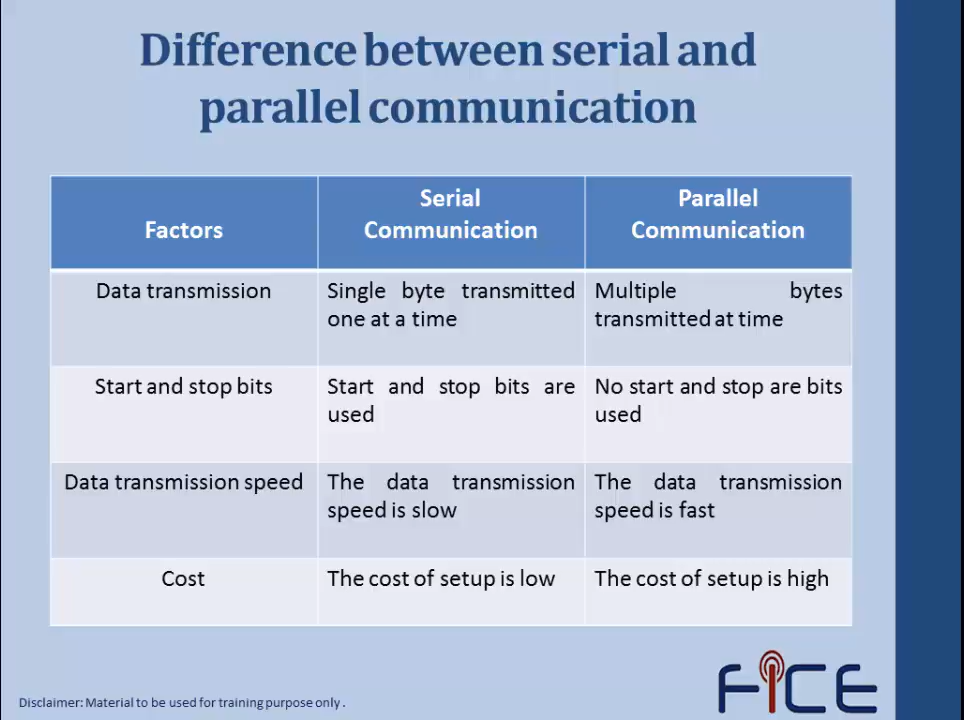 Difference between serial and
parallel communication
Factors
Serial
Communication
Parallel
Communication
Data transmission
Single byte transmitted
one at a time
Multiple bytes
transmitted at time
Start and stop bits
Start and stop bits are
used
No start and stop are bits
used
Data transmission speed
The data transmission
speed is slow
The data transmission
speed is fast
Cost
The cost of setup is low
The cost of setup is high
Disclaimer: Material to be used for training purpose only .
FiCE